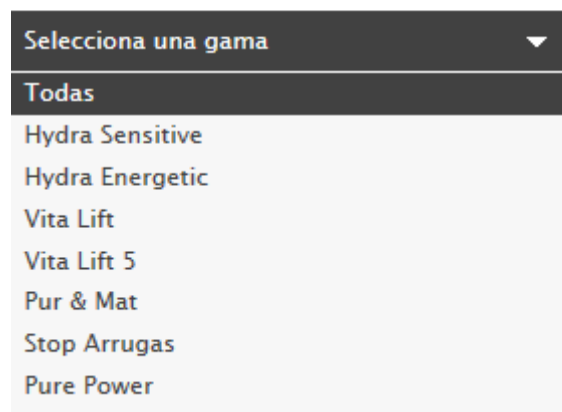 Selecciona una gama
Todas
Hydra Sensitive
Hydra Energetic
Vita Lift
Vita Lift 5
Pur & Mat
Stop Arrugas
Pure Power